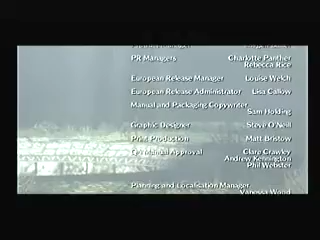 PR Managers Charlotte Panther
Rebecca Rice
European Release Manager Louise Welch
European Release Administrator Lisa Callow
Manual and Packaging Copywriter
Sam Holding
Graphic Designer Steve O'Neil
Print Production Matt Bristow
Manual Approval Clare Crawley
Andrew Kennington
Phil Webster
Planning and Localisation Manager
Vanessa Wood